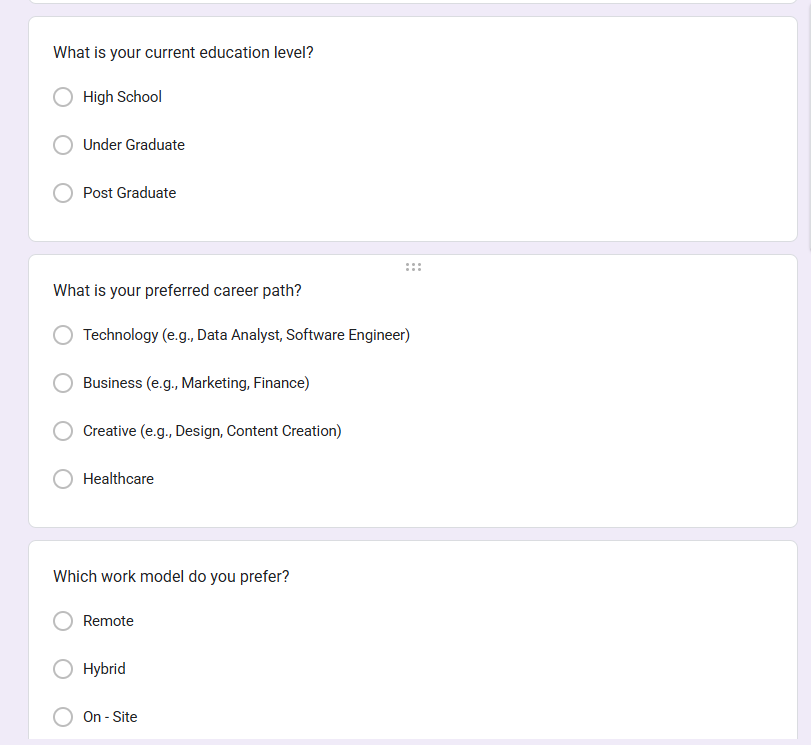 What is your current education level?
High School
Under Graduate
Post Graduate
What is your preferred career path?
Technology (e.g., Data Analyst, Software Engineer)
Business (e.g., Marketing, Finance)
Creative (e.g., Design, Content Creation)
Healthcare
Which work model do you prefer?
Remote
Hybrid
On - Site